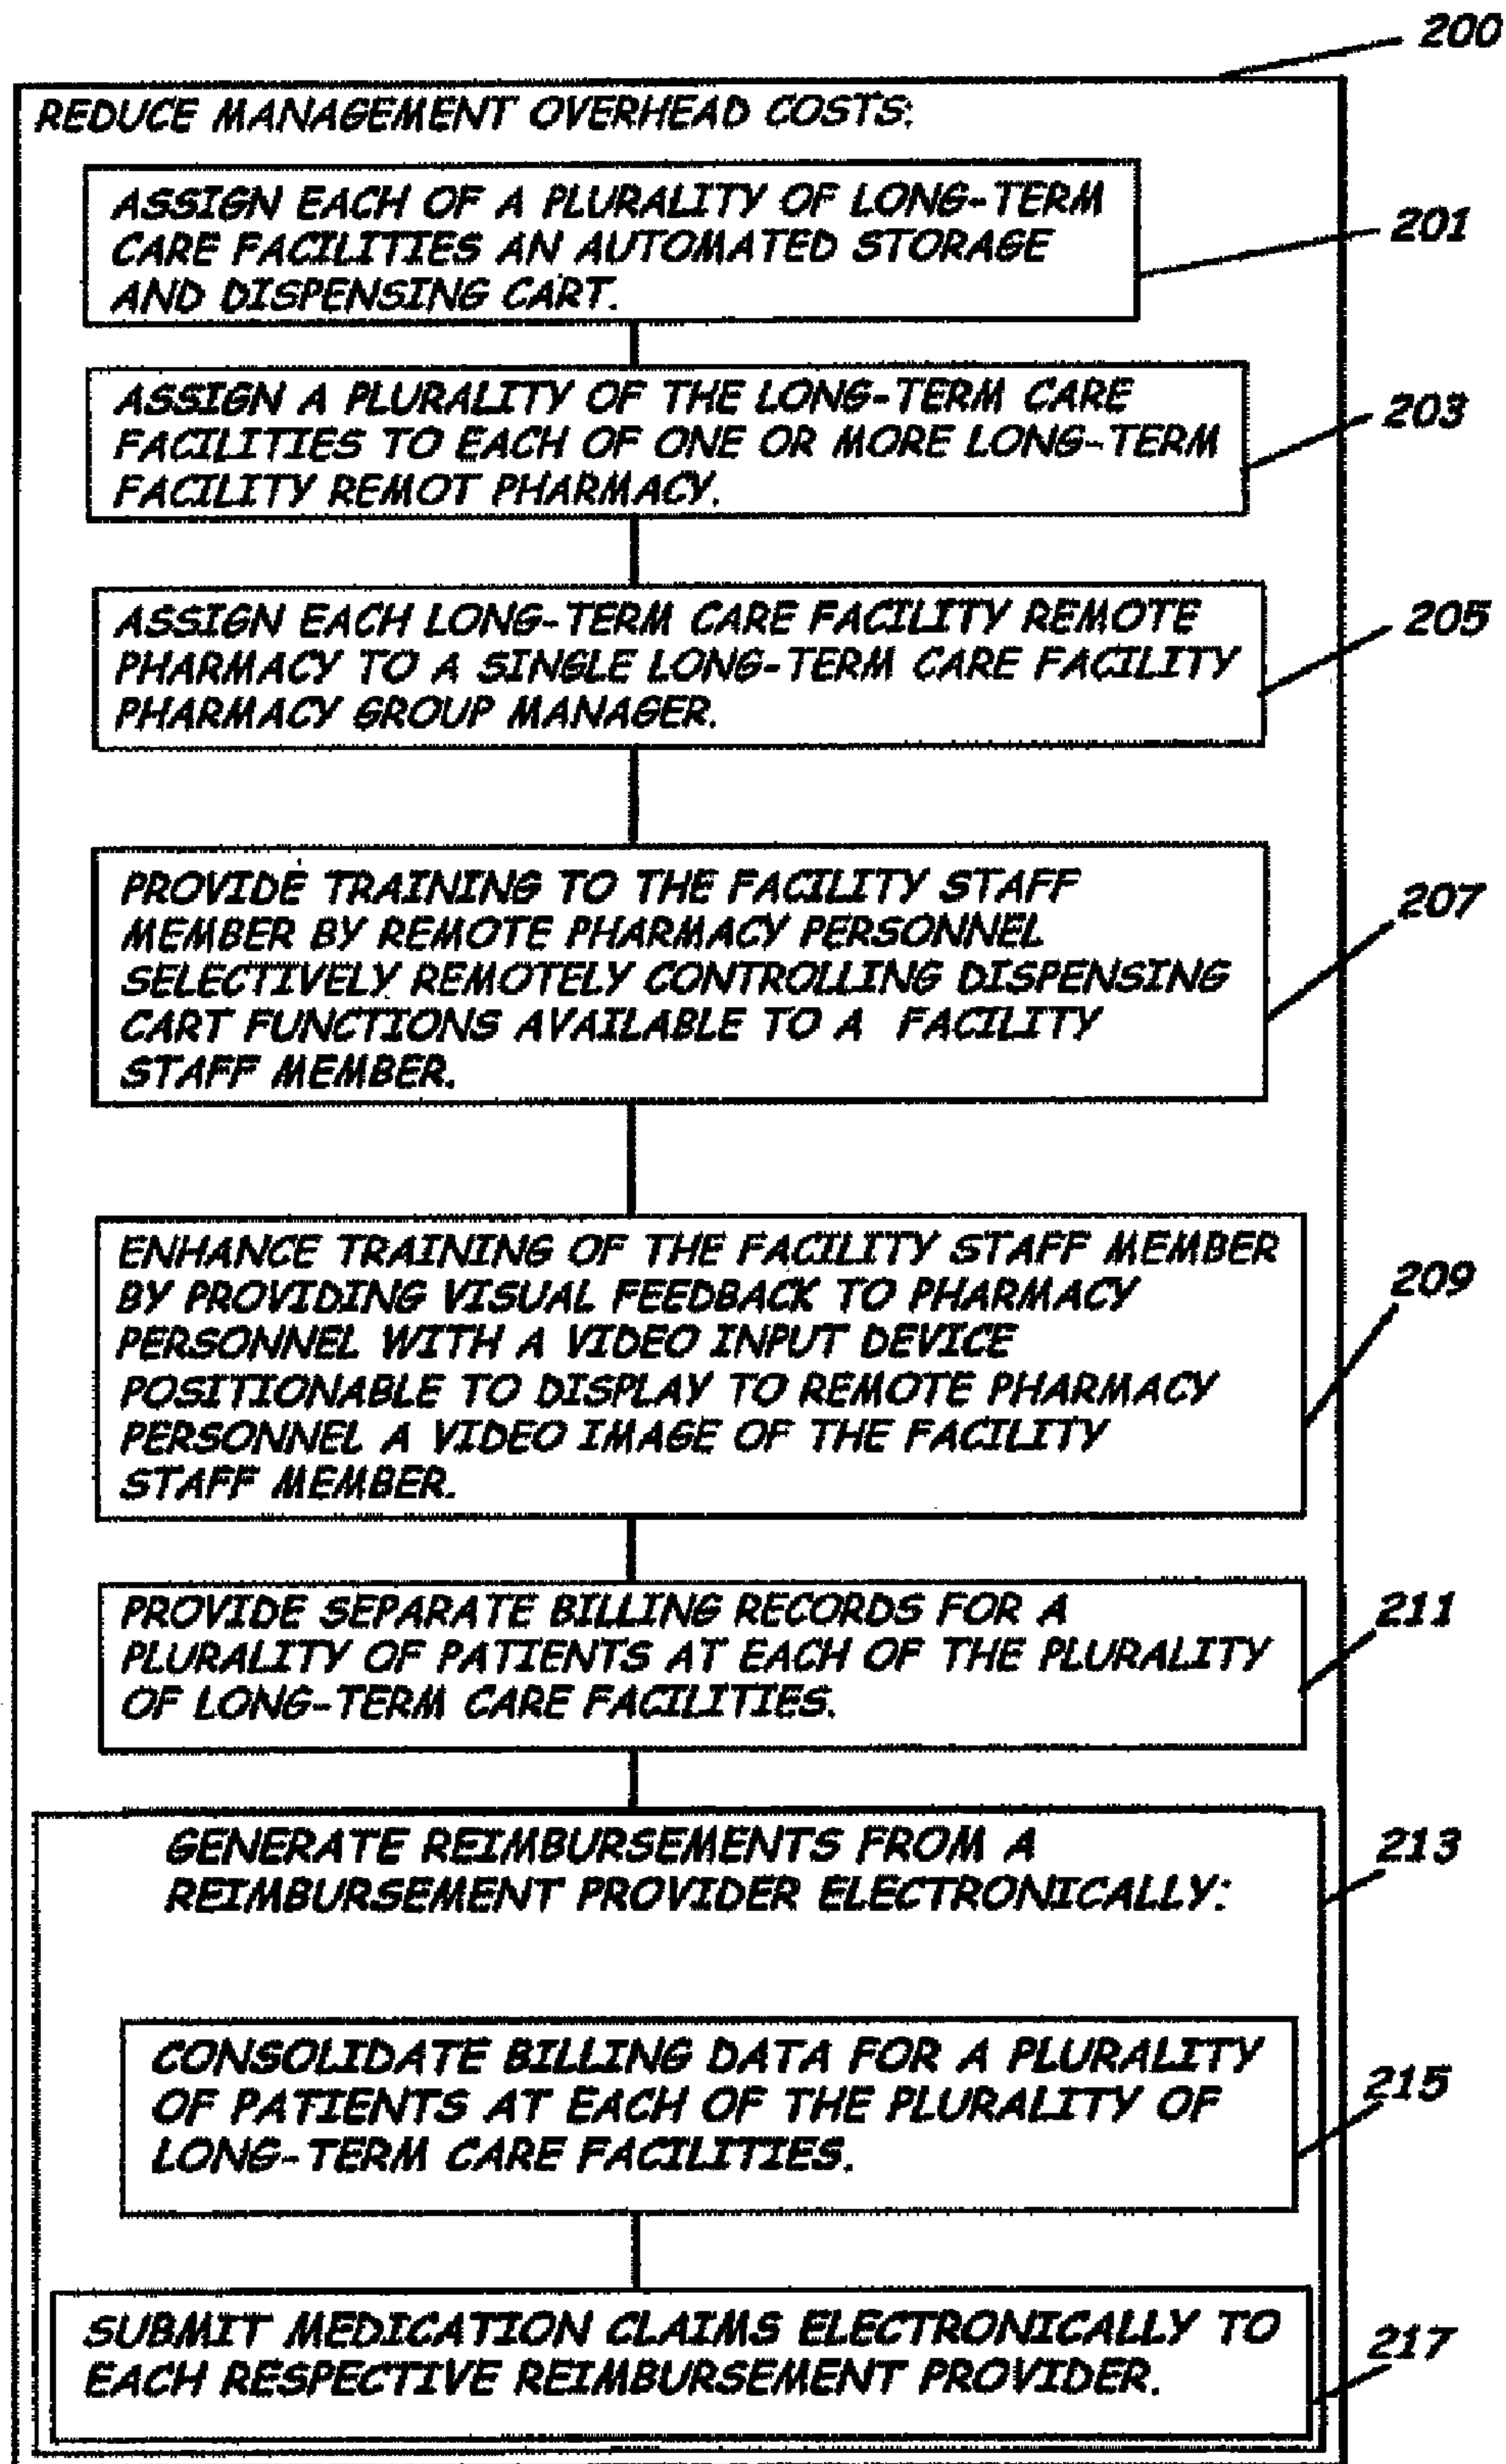 200
REDUCE MANAGEMENT OVERHEAD COSTS:
ASSIGN EACH OF A PLURALITY OF LONG-TERM
CARE FACILITIES AN AUTOMATED STORAGE
AND DISPENSING CART.
201
ASSIGN A PLURALITY OF THE LONG-TERM CARE
FACILITIES TO EACH OF ONE OR MORE LONG-TERM
FACILITY REMOT PHARMACY.
203
ASSIGN EACH LONG-TERM CARE FACILITY REMOTE
PHARMACY TO A SINGLE LONG-TERM CARE FACILITY
PHARMACY GROUP MANAGER.
205
PROVIDE TRAINING TO THE FACILITY STAFF
MEMBER BY REMOTE PHARMACY PERSONNEL
SELECTIVELY REMOTELY CONTROLLING DISPENSING
CART FUNCTIONS AVAILABLE TO A FACILITY
STAFF MEMBER.
207
ENHANCE TRAINING OF THE FACILITY STAFF MEMBER
BY PROVIDING VISUAL FEEDBACK TO PHARMACY
PERSONNEL WITH A VIDEO INPUT DEVICE
POSITIONABLE TO DISPLAY TO REMOTE PHARMACY
PERSONNEL A VIDEO IMAGE OF THE FACILITY
STAFF MEMBER.
209
PROVIDE SEPARATE BILLING RECORDS FOR A
PLURALITY OF PATIENTS AT EACH OF THE PLURALITY
OF LONG-TERM CARE FACILITIES.
211
GENERATE REIMBURSEMENTS FROM A
REIMBURSEMENT PROVIDER ELECTRONICALLY:
213
CONSOLIDATE BILLING DATA FOR A PLURALITY
OF PATIENTS AT EACH OF THE PLURALITY OF
LONG-TERM CARE FACILITIES.
215
SUBMIT MEDICATION CLAIMS ELECTRONICALLY TO
EACH RESPECTIVE REIMBURSEMENT PROVIDER.
217